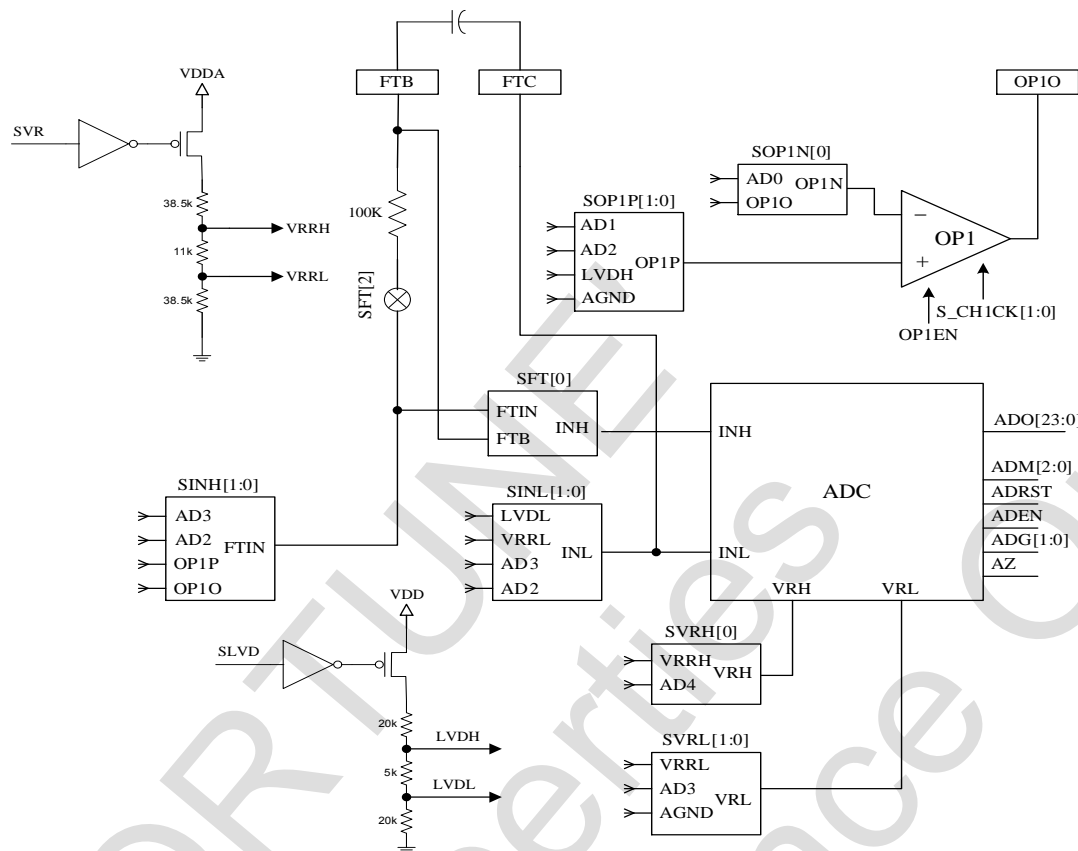 FTB
FTC
OP1O
VDDA
SVR
38.5k
VRRH
11k
VRRL
38.5k
100K
SFT[2]
SOP1N[0]
AD0
OP1O
OP1N
SOP1P[1:0]
AD1
AD2
LVDH
AGND
OP1P
OP1
OP1EN
S_CH1CK[1:0]
SFT[0]
FTIN
FTB
INH
SINH[1:0]
AD3
AD2
OP1P
OP1O
FTIN
SINL[1:0]
LVDL
VRRL
AD3
AD2
INL
INH
INL
ADC
VRH
VRL
ADO[23:0]
ADM[2:0]
ADRST
ADEN
ADG[1:0]
AZ
VDD
SLVD
20k
LVDH
5k
LVDL
20k
SVRH[0]
VRRH
AD4
VRH
SVRL[1:0]
VRRL
AD3
AGND
VRL